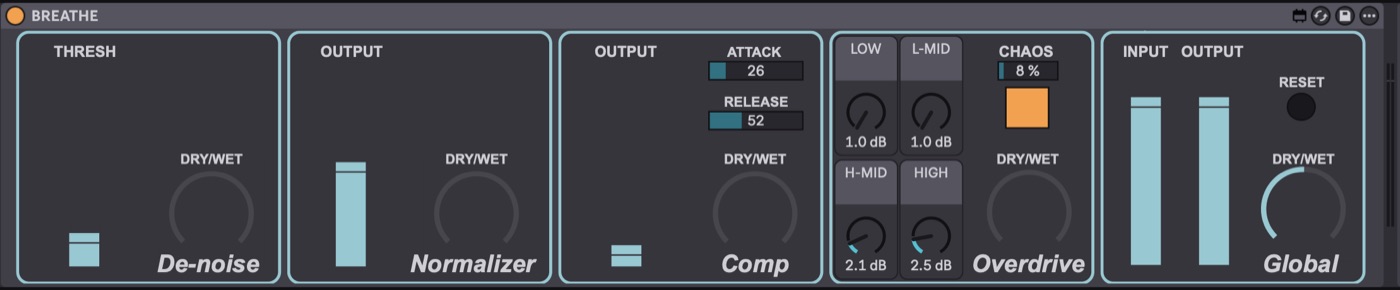 BREATHE
THRESH
DRY/WET
De-noise
OUTPUT
DRY/WET
Normalizer
OUTPUT
ATTACK
26
RELEASE
52
DRY/WET
Comp
LOW
1.0 dB
L-MID
1.0 dB
H-MID
2.1 dB
HIGH
2.5 dB
CHAOS
8 %
DRY/WET
Overdrive
INPUT OUTPUT
RESET
DRY/WET
Global